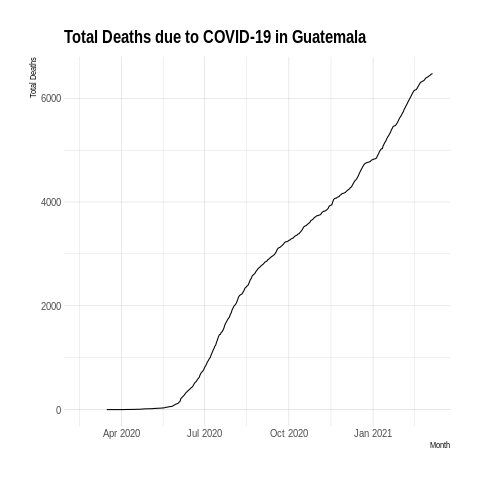 Total Deaths due to COVID-19 in Guatemala
Total Deaths
6000
4000
2000
0
Apr 2020 Jul 2020 Oct 2020 Jan 2021
Month